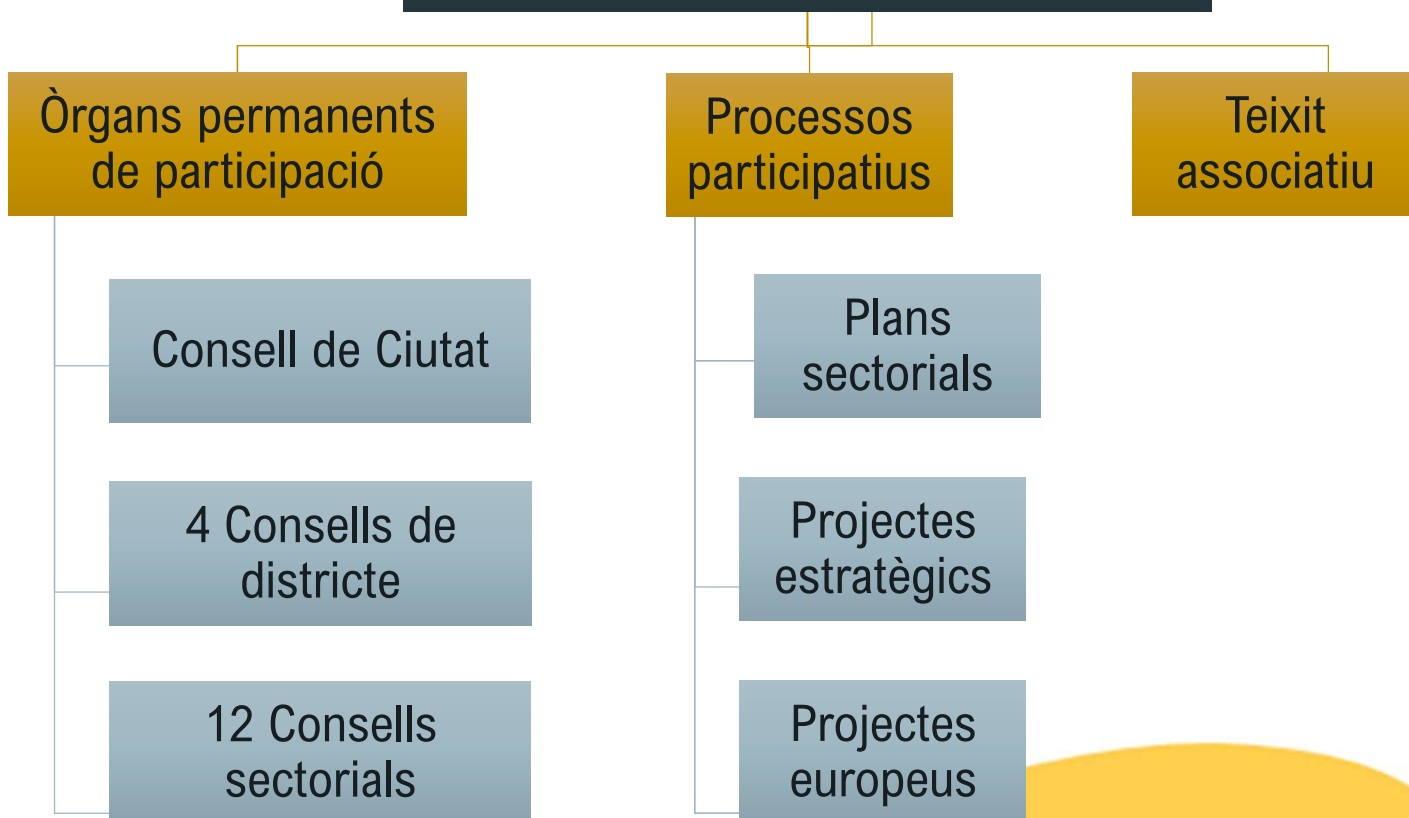 Òrgans permanents
de participació
Consell de Ciutat
4 Consells de
districte
12 Consells
sectorials
Processos
participatius
Plans
sectorials
Projectes
estratègics
Projectes
europeus
Teixit
associatiu